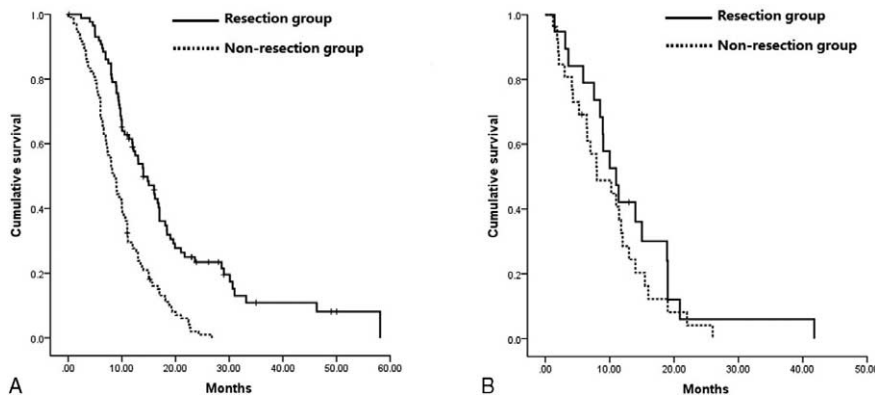 Resection group
Non-resection group
Cumulative survival
1.0
0.8
0.6
0.4
0.2
0.0
.00 10.00 20.00 30.00 40.00 50.00 60.00
Months
A
Resection group
Non-resection group
Cumulative survival
1.0
0.8
0.6
0.4
0.2
0.0
.00 10.00 20.00 30.00 40.00 50.00
Months
B